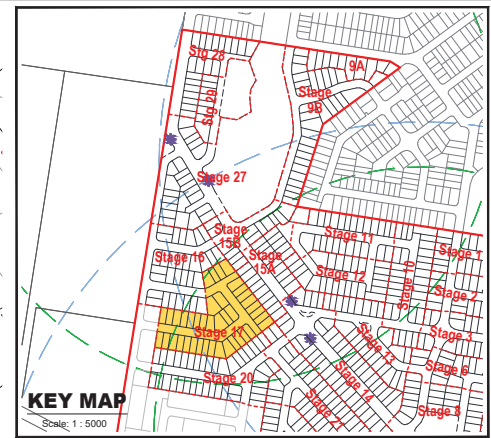 Stg 28
9A
Stage
9B
Stg 29
Stage 27
Stage
15B
Stage 11
Stage 1
Stage 16
Stage
15A
Stage 12
Stage 10
Stage 2
Stage 17
Stage 13
Stage 3
Stage 6
Stage 20
Stage 14
Stage 21
Stage 8
KEY MAP
Scale: 1 : 5000